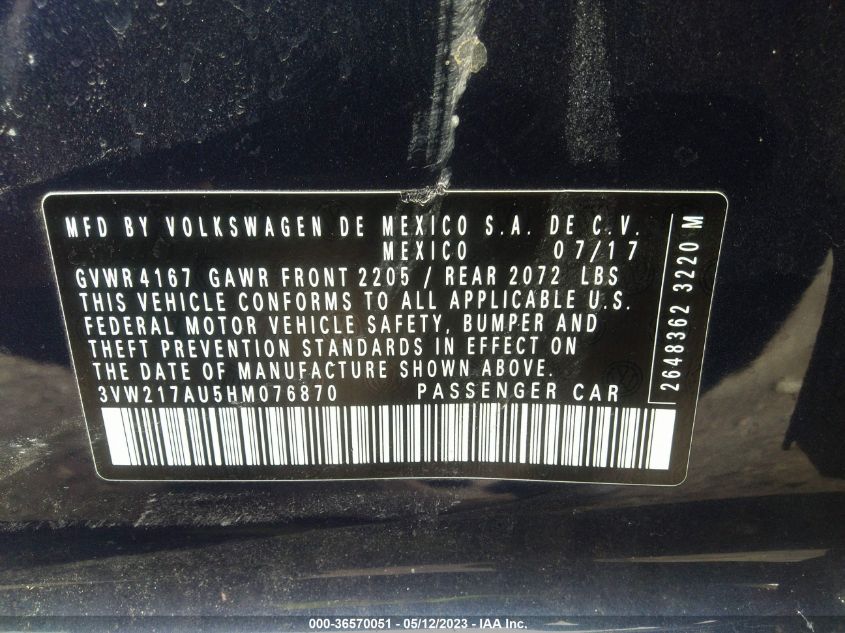 MFD BY VOLKSWAGEN DE MEXICO S.A. DE C.V.
MEXICO 07/17
GVWR 4167 GAWR FRONT 2205 / REAR 2072 LBS
THIS VEHICLE CONFORMS TO ALL APPLICABLE U.S.
FEDERAL MOTOR VEHICLE SAFETY, BUMPER AND
THEFT PREVENTION STANDARDS IN EFFECT ON
THE DATE OF MANUFACTURE SHOWN ABOVE.
3VW217AU5HM076870 PASSENGER CAR
2648362 3220 M
000-36570051 - 05/12/2023 - IAA Inc.